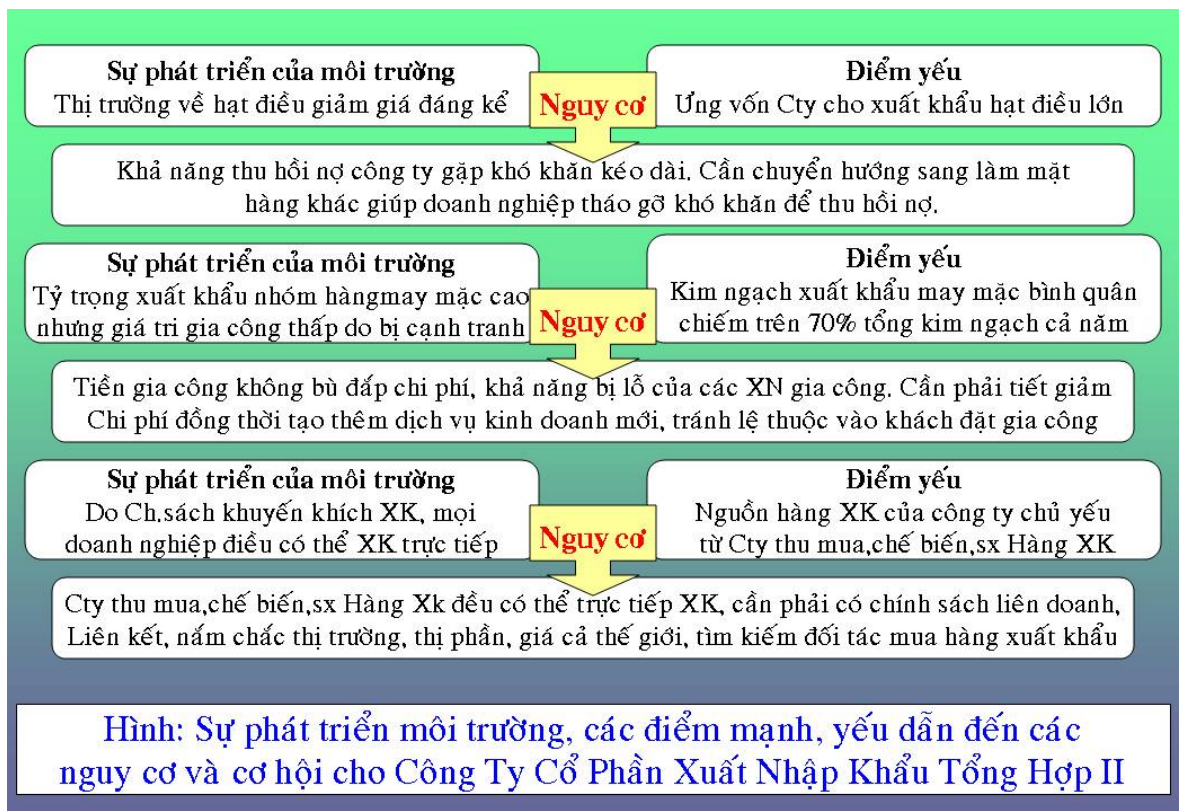 Sự phát triển của môi trường
Thị trường về hạt điều giảm giá đáng kể
Nguy cơ
Điểm yếu
Ưng vốn Cty cho xuất khẩu hạt điều lớn
Khả năng thu hồi nợ công ty gặp khó khăn kéo dài. Cần chuyển hướng sang làm mặt
hàng khác giúp doanh nghiệp tháo gỡ khó khăn để thu hồi nợ.
Sự phát triển của môi trường
Tỷ trọng xuất khẩu nhóm hàngmay mặc cao
nhưng giá tri gia công thấp do bị cạnh tranh
Nguy cơ
Điểm yếu
Kim ngạch xuất khẩu may mặc bình quân
chiếm trên 70% tổng kim ngạch cả năm
Tiền gia công không bù đắp chi phí, khả năng bị lỗ của các XN gia công. Cần phải tiết giảm
Chi phí đồng thời tạo thêm dịch vụ kinh doanh mới, tránh lệ thuộc vào khách đặt gia công
Sự phát triển của môi trường
Do Ch.sách khuyến khích XK, mọi
doanh nghiệp điều có thể XK trực tiếp
Nguy cơ
Điểm yếu
Nguồn hàng XK của công ty chủ yếu
từ Cty thu mua,chế biến,sx Hàng XK
Cty thu mua,chế biến,sx Hàng Xk đều có thể trực tiếp XK, cần phải có chính sách liên doanh,
Liên kết, nắm chắc thị trường, thị phần, giá cả thế giới, tìm kiếm đối tác mua hàng xuất khẩu
Hình: Sự phát triển môi trường, các điểm mạnh, yếu dẫn đến các
nguy cơ và cơ hội cho Công Ty Cổ Phần Xuất Nhập Khẩu Tổng Hợp II